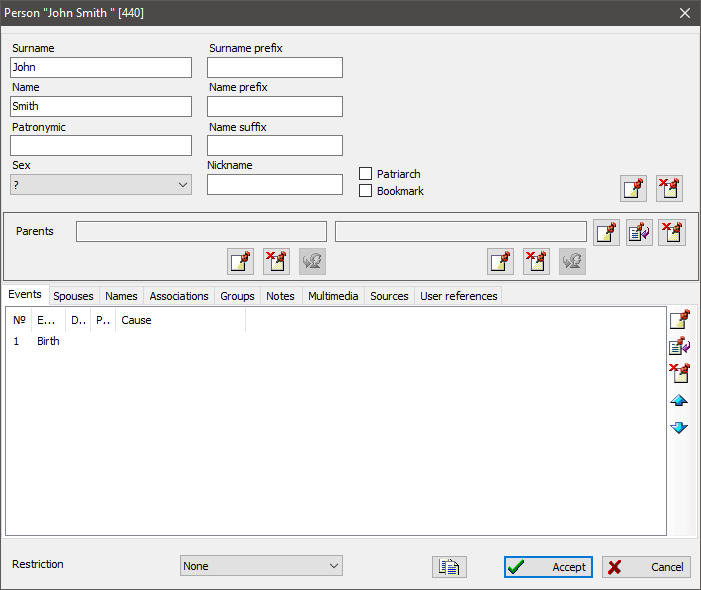 Person "John Smith " [440]
Surname Surname prefix
John
Name Name prefix
Smith
Patronymic Name suffix
Sex Nickname
?
Patriarch
Bookmark
Parents
Events Spouses Names Associations Groups Notes Multimedia Sources User references
Nº E... D.. P.. Cause
1 Birth
Restriction None Accept Cancel